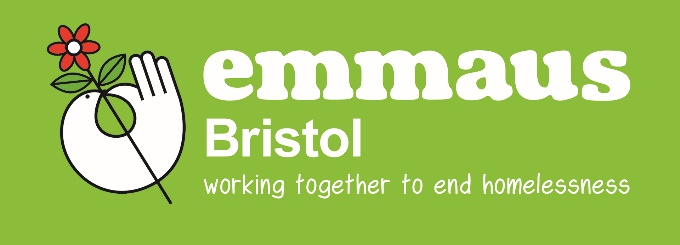 emmaus
Bristol
working together to end homelessness